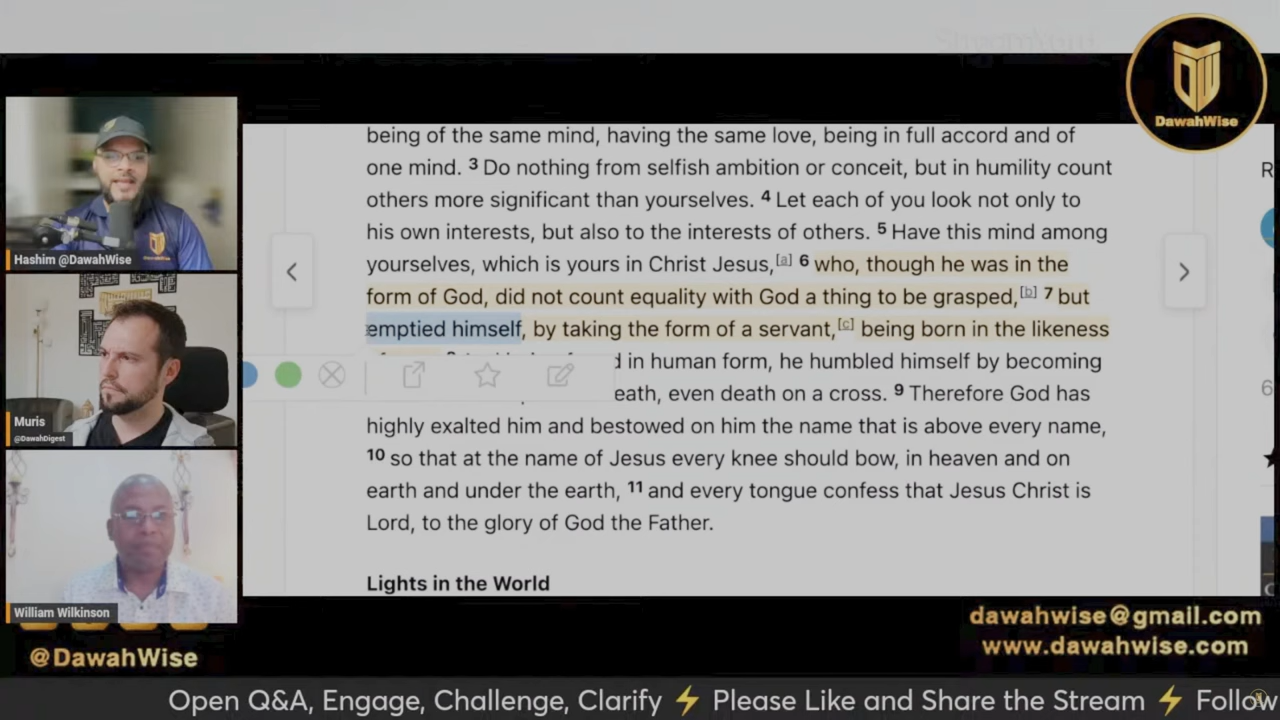 DW
DawahWise
being of the same mind, having the same love, being in full accord and of
one mind. 3 Do nothing from selfish ambition or conceit, but in humility count
others more significant than yourselves. 4 Let each of you look not only to
his own interests, but also to the interests of others. 5 Have this mind among
yourselves, which is yours in Christ Jesus,[a] 6 who, though he was in the
form of God, did not count equality with God a thing to be grasped,[b] 7 but
emptied himself, by taking the form of a servant,[c] being born in the likeness
d in human form, he humbled himself by becoming
eath, even death on a cross. 9 Therefore God has
highly exalted him and bestowed on him the name that is above every name,
10 so that at the name of Jesus every knee should bow, in heaven and on
earth and under the earth, 11 and every tongue confess that Jesus Christ is
Lord, to the glory of God the Father.
Lights in the World
R
6
Hashim @DawahWise
Muris
@DawahDigest
William Wilkinson
@DawahWise
dawahwise@gmail.com
www.dawahwise.com
Open Q&A, Engage, Challenge, Clarify ⚡ Please Like and Share the Stream ⚡ Follow